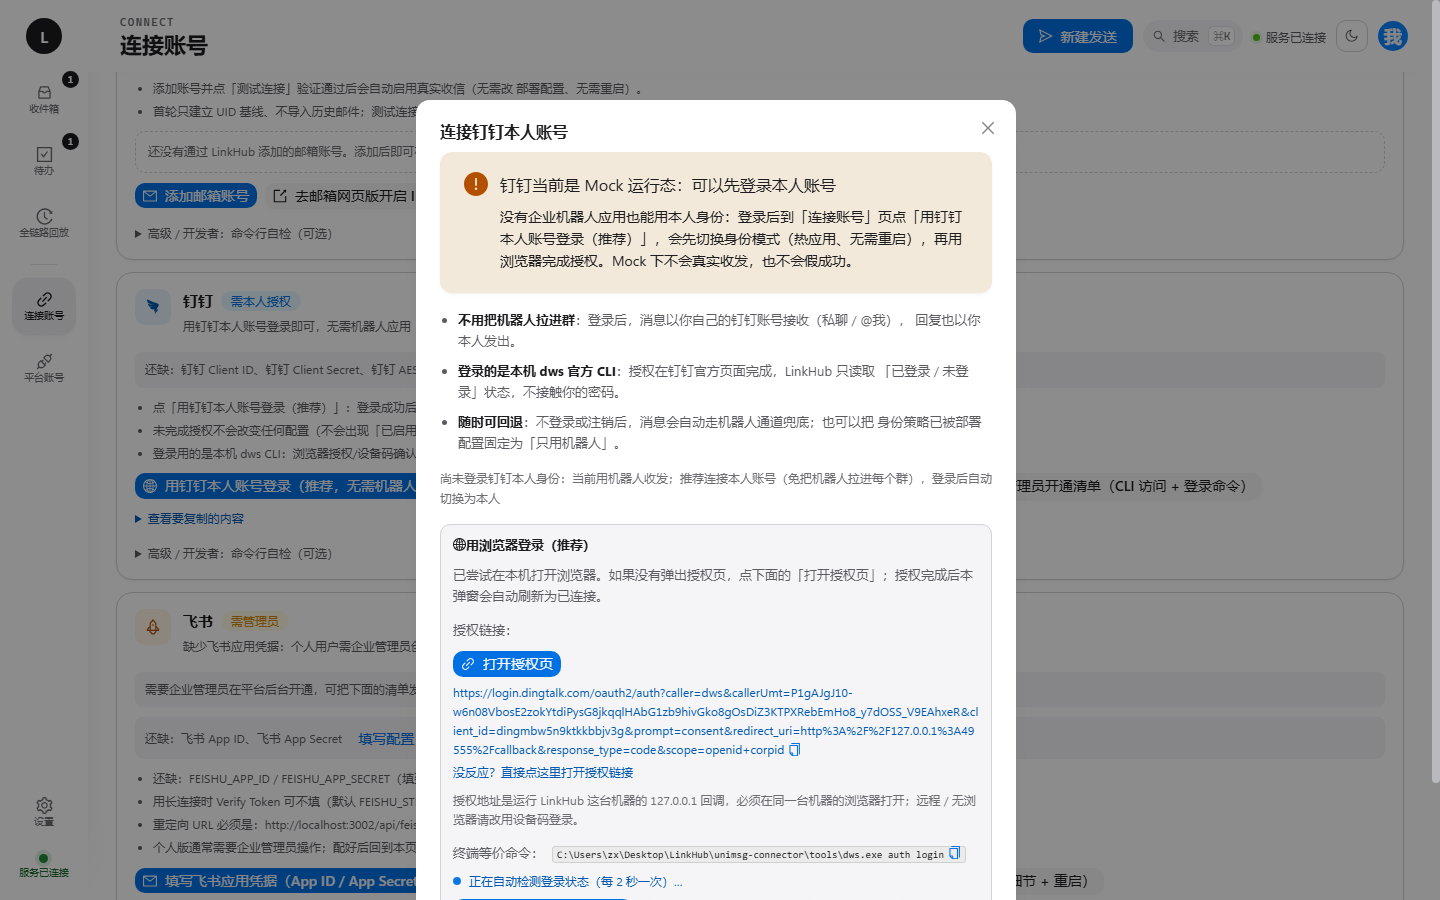 L
CONNECT
连接账号
新建发送
搜索
⌘K
服务已连接
我
1
收件箱
1
待办
全链路回放
连接账号
平台账号
设置
服务已连接
添加账号并点「测试连接」验证通过后会自动启用真实收信（无需改 部署配置、无需重启）。
首轮只建立 UID 基线、不导入历史邮件；测试连接
还没有通过 LinkHub 添加的邮箱账号。添加后即可
添加邮箱账号
去邮箱网页版开启 I
高级 / 开发者：命令行自检（可选）
钉钉
需本人授权
用钉钉本人账号登录即可，无需机器人应用
还缺：钉钉 Client ID、钉钉 Client Secret、钉钉 AES
点「用钉钉本人账号登录（推荐）」：登录成功后
未完成授权不会改变任何配置（不会出现「已启用
登录用的是本机 dws CLI：浏览器授权/设备码确认
用钉钉本人账号登录（推荐，无需机器人
理员开通清单（CLI 访问 + 登录命令）
查看要复制的内容
高级 / 开发者：命令行自检（可选）
飞书
需管理员
缺少飞书应用凭据：个人用户需企业管理员
需要企业管理员在平台后台开通，可把下面的清单
还缺：飞书 App ID、飞书 App Secret
填写配置
还缺：FEISHU_APP_ID / FEISHU_APP_SECRET（填
用长连接时 Verify Token 可不填（默认 FEISHU_ST
重定向 URL 必须是：http://localhost:3002/api/feis
个人版通常需要企业管理员操作；配好后回到本页
填写飞书应用凭据（App ID / App Secret
细节 + 重启）
连接钉钉本人账号
钉钉当前是 Mock 运行态：可以先登录本人账号
没有企业机器人应用也能用本人身份：登录后到「连接账号」页点「用钉钉
本人账号登录（推荐）」，会先切换身份模式（热应用、无需重启），再用
浏览器完成授权。Mock 下不会真实收发，也不会假成功。
不用把机器人拉进群：登录后，消息以你自己的钉钉账号接收（私聊 / @我）， 回复也以你
本人发出。
登录的是本机 dws 官方 CLI：授权在钉钉官方页面完成，LinkHub 只读取 「已登录 / 未登
录」状态，不接触你的密码。
随时可回退：不登录或注销后，消息会自动走机器人通道兜底；也可以把 身份策略已被部署
配置固定为「只用机器人」。
尚未登录钉钉本人身份：当前用机器人收发；推荐连接本人账号（免把机器人拉进每个群），登录后自动
切换为本人
用浏览器登录（推荐）
已尝试在本机打开浏览器。如果没有弹出授权页，点下面的「打开授权页」；授权完成后本
弹窗会自动刷新为已连接。
授权链接：
打开授权页
https://login.dingtalk.com/oauth2/auth?caller=dws&callerUmt=P1gAJgJ10-
w6n08VbosE2zokYtdiPysG8jkqqlHAbG1zb9hivGko8gOsDiZ3KTPXRebEmHo8_y7dOSS_V9EAhxeR&cl
ient_id=dingmbw5n9ktkkbbjv3g&prompt=consent&redirect_uri=http%3A%2F%2F127.0.0.1%3A49
555%2Fcallback&response_type=code&scope=openid+corpid
没反应？直接点这里打开授权链接
授权地址是运行 LinkHub 这台机器的 127.0.0.1 回调，必须在同一台机器的浏览器打开；远程 / 无浏
览器请改用设备码登录。
终端等价命令：
C:\Users\zx\Desktop\LinkHub\unimsg-connector\tools\dws.exe auth login
正在自动检测登录状态（每 2 秒一次）…